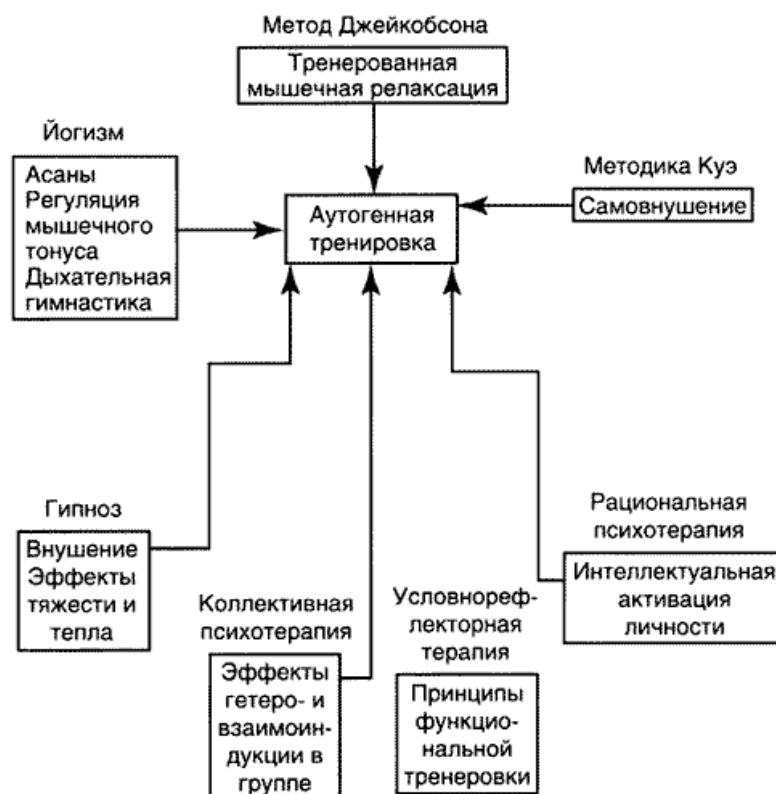 Метод Джейкобсона
Тренерованная
мышечная релаксация
Йогизм
Асаны
Регуляция
мышечного
тонуса
Дыхательная
гимнастика
Аутогенная
тренировка
Методика Куэ
Самовнушение
Гипноз
Внушение
Эффекты
тяжести и
тепла
Коллективная
психотерапия
Эффекты
гетеро- и
взаимоин-
дукции в
группе
Условнореф-
лекторная
терапия
Принципы
функцио-
нальной
тренеровки
Рациональная
психотерапия
Интеллектуальная
активация
личности